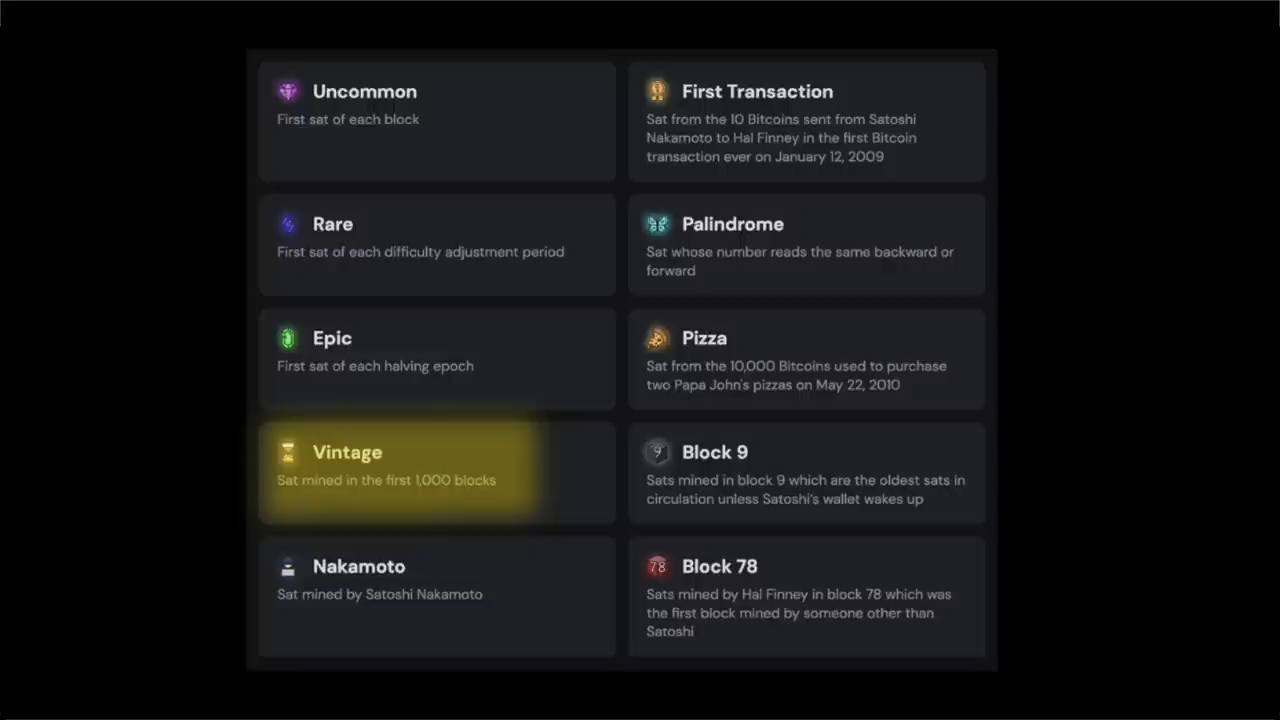 Uncommon
First sat of each block
First Transaction
Sat from the 10 Bitcoins sent from Satoshi
Nakamoto to Hal Finney in the first Bitcoin
transaction ever on January 12, 2009
Rare
First sat of each difficulty adjustment period
Palindrome
Sat whose number reads the same backward or
forward
Epic
First sat of each halving epoch
Pizza
Sat from the 10,000 Bitcoins used to purchase
two Papa John's pizzas on May 22, 2010
Vintage
Sat mined in the first 1,000 blocks
9
Block 9
Sats mined in block 9 which are the oldest sats in
circulation unless Satoshi's wallet wakes up
Nakamoto
Sat mined by Satoshi Nakamoto
78
Block 78
Sats mined by Hal Finney in block 78 which was
the first block mined by someone other than
Satoshi